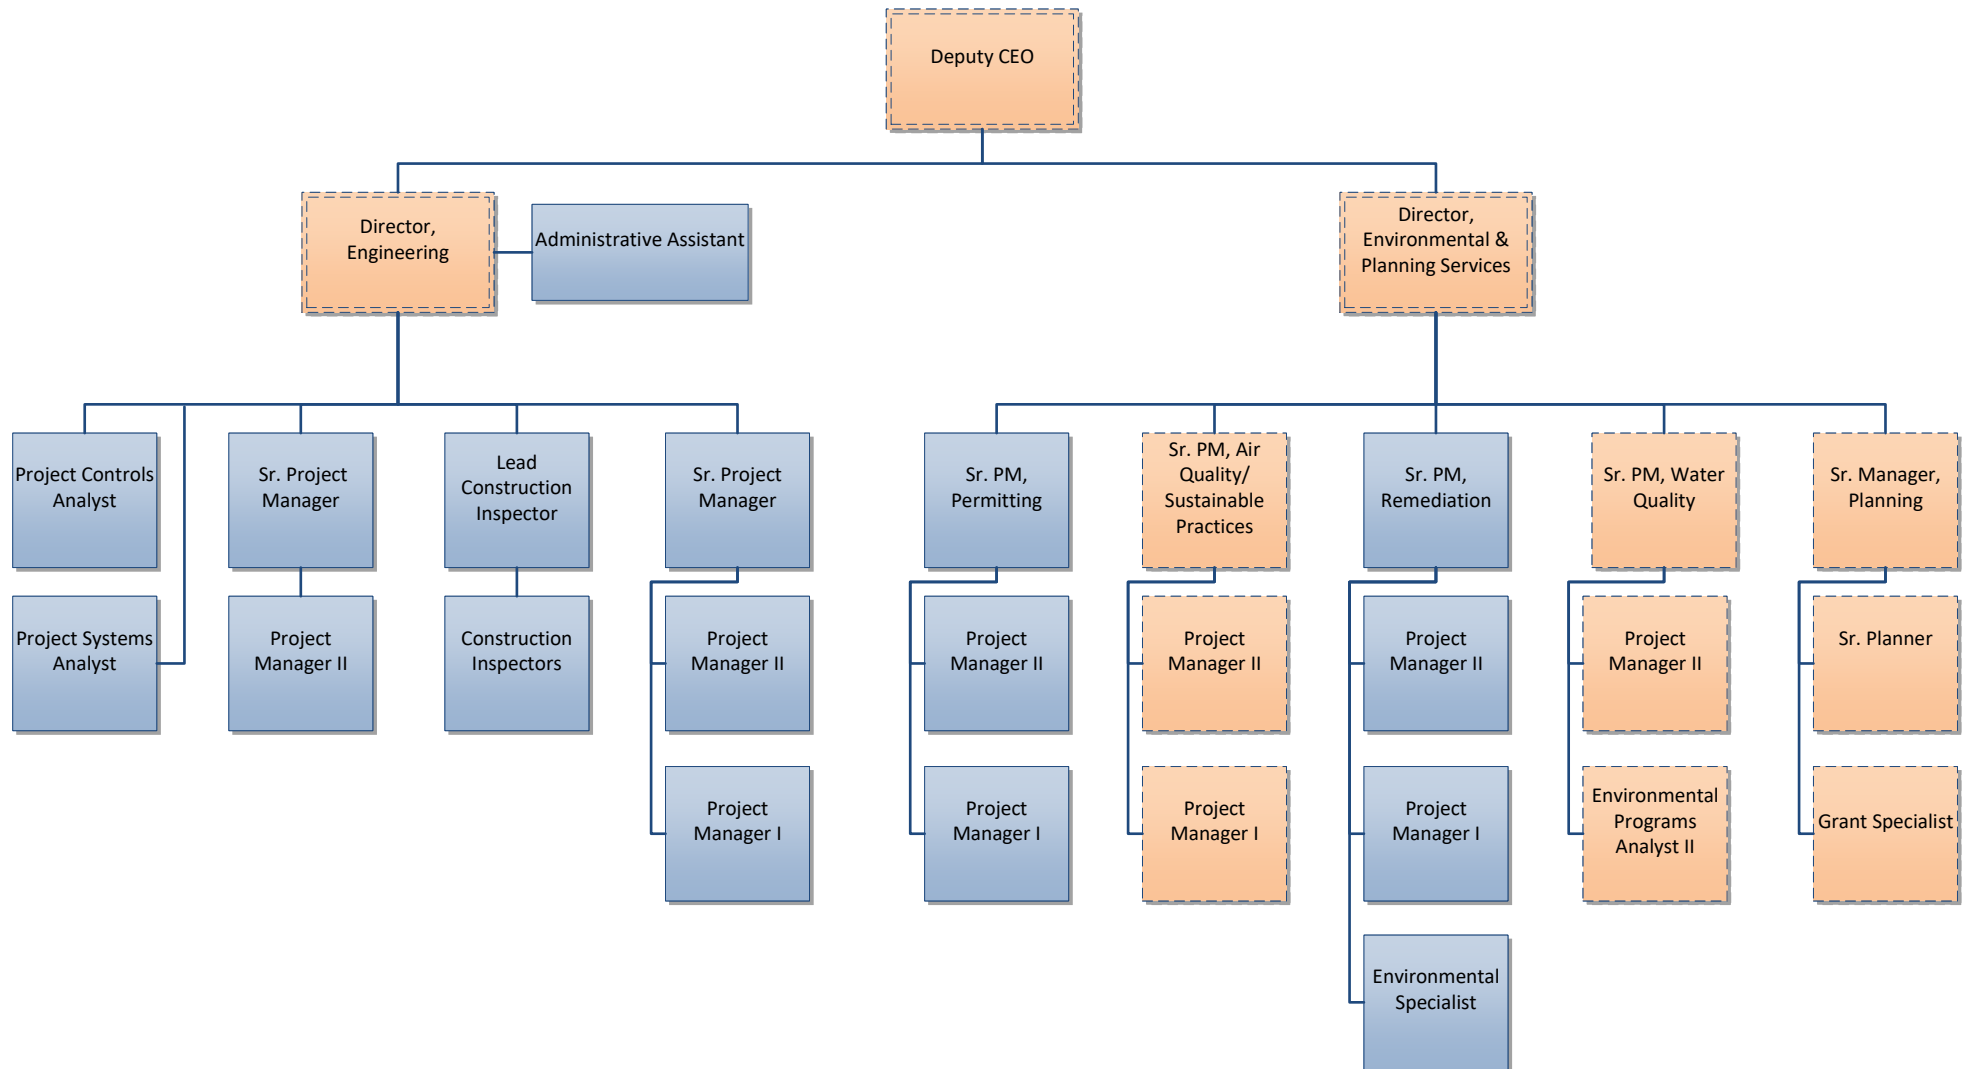 Deputy CEO
Director,
Engineering
Administrative Assistant
Director,
Environmental &
Planning Services
Project Controls
Analyst
Sr. Project
Manager
Lead
Construction
Inspector
Sr. Project
Manager
Sr. PM,
Permitting
Sr. PM, Air
Quality/
Sustainable
Practices
Sr. PM,
Remediation
Sr. PM, Water
Quality
Sr. Manager,
Planning
Project Systems
Analyst
Project
Manager II
Construction
Inspectors
Project
Manager II
Project
Manager II
Project
Manager II
Project
Manager II
Project
Manager II
Sr. Planner
Project
Manager I
Project
Manager I
Project
Manager I
Project
Manager I
Environmental
Programs
Analyst II
Grant Specialist
Environmental
Specialist